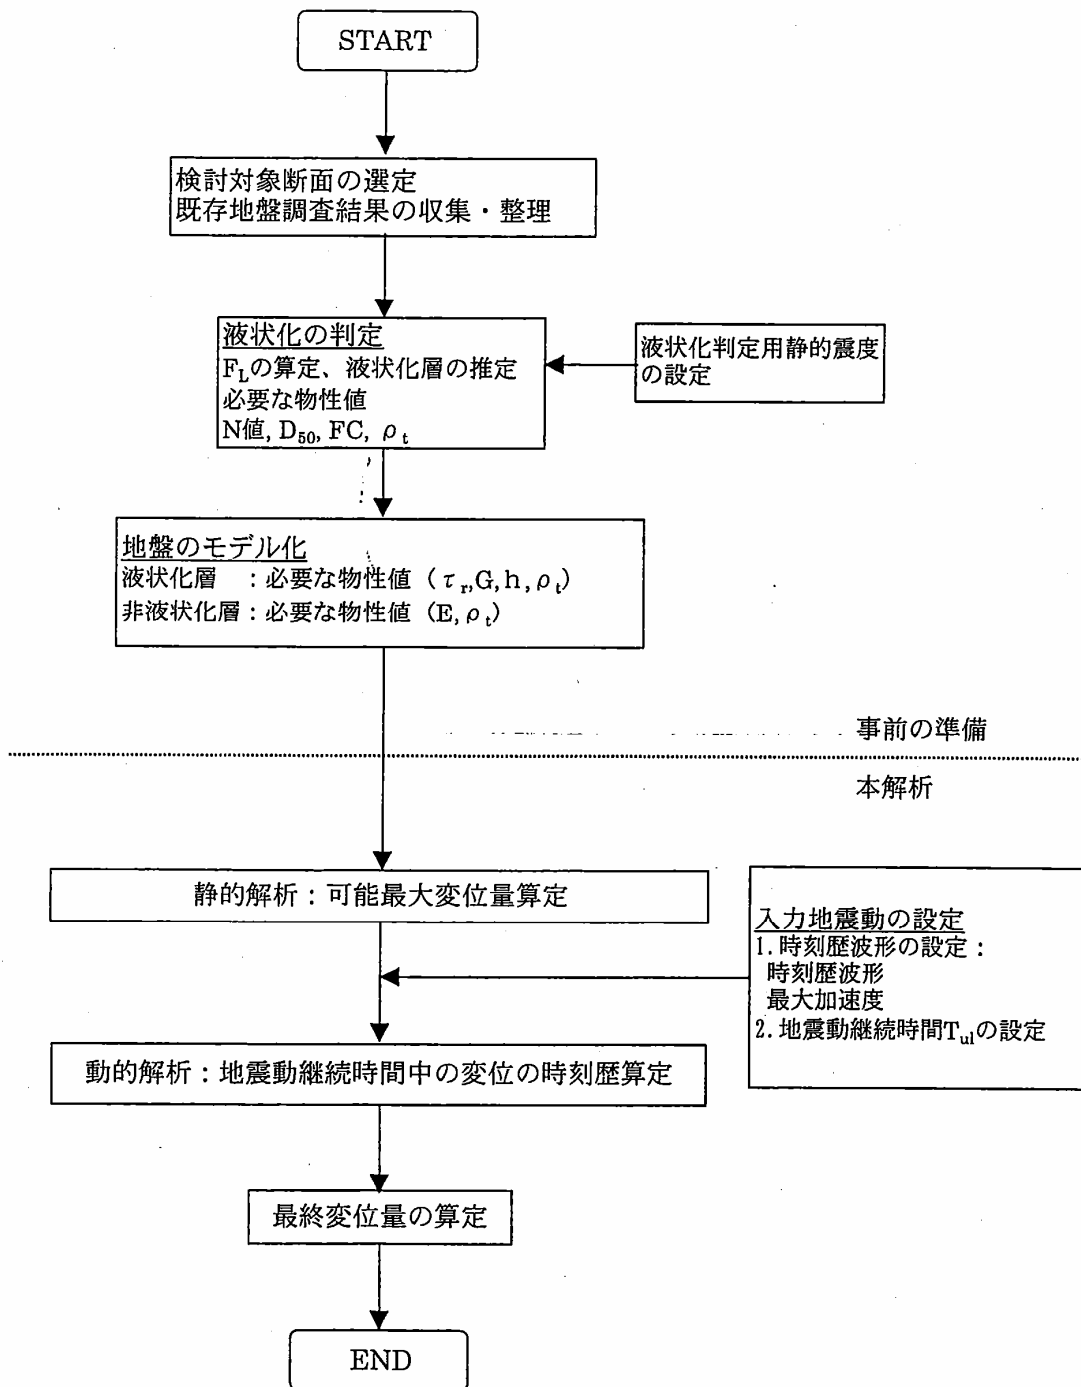 START
検討対象断面の選定
既存地盤調査結果の収集・整理
液状化の判定
FLの算定、液状化層の推定
必要な物性値
N値, D50, FC, ρt
液状化判定用静的震度
の設定
地盤のモデル化
液状化層　：必要な物性値（τr,G,h,ρt）
非液状化層：必要な物性値（E,ρt）
事前の準備
本解析
静的解析：可能最大変位量算定
入力地震動の設定
1. 時刻歴波形の設定：
時刻歴波形
最大加速度
2. 地震動継続時間Tulの設定
動的解析：地震動継続時間中の変位の時刻歴算定
最終変位量の算定
END